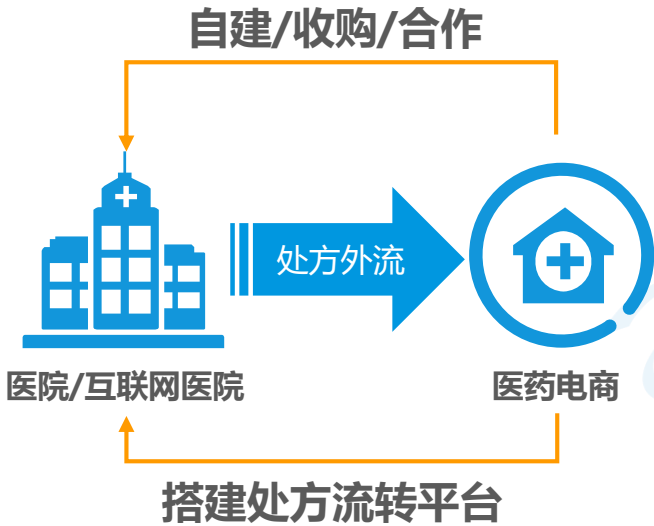 自建/收购/合作
处方外流
医院/互联网医院
医药电商
搭建处方流转平台